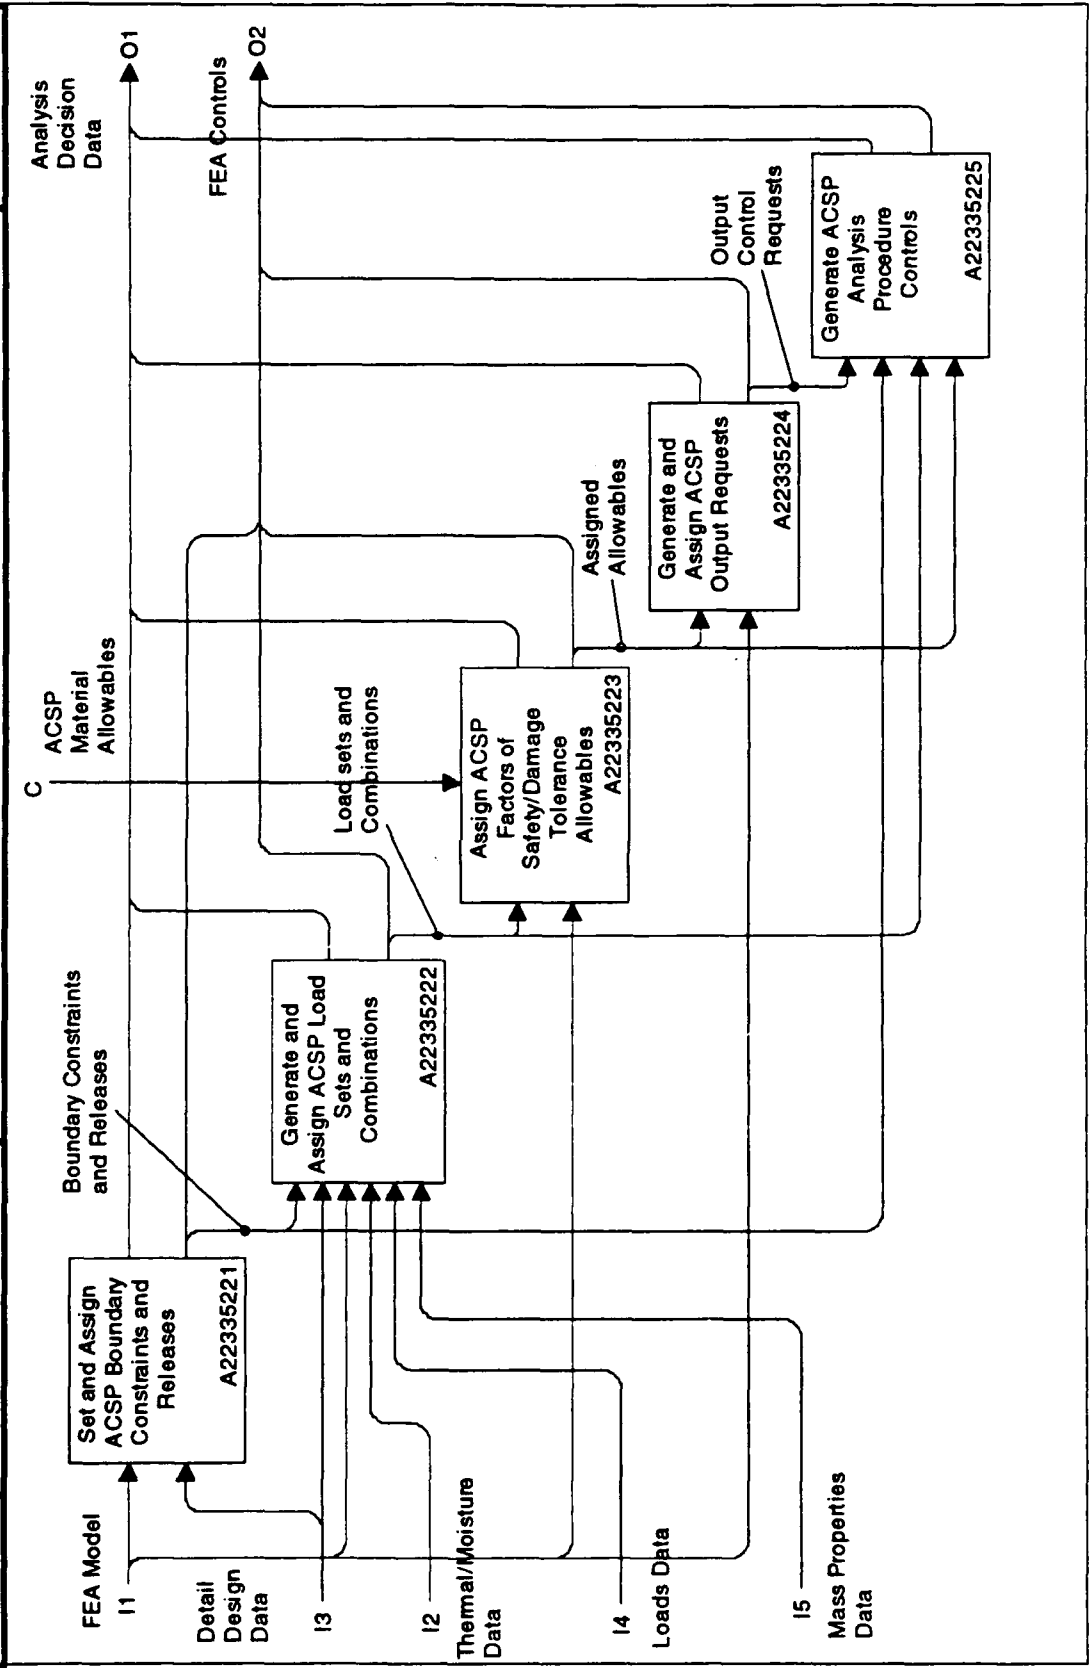 FEA Model
I1
Detail
Design
Data
I3
I2
Thermal/Moisture
Data
I4
Loads Data
I5
Mass Properties
Data
Set and Assign
ACSP Boundary
Constraints and
Releases
A22335221
Boundary Constraints
and Releases
Generate and
Assign ACSP Load
Sets and
Combinations
A22335222
C
ACSP
Material
Allowables
Load sets and
Combinations
Assign ACSP
Factors of
Safety/Damage
Tolerance
Allowables
A22335223
Assigned
Allowables
Generate and
Assign ACSP
Output Requests
A22335224
Output
Control
Requests
Generate ACSP
Analysis
Procedure
Controls
A22335225
Analysis
Decision
Data
O1
FEA Controls
O2